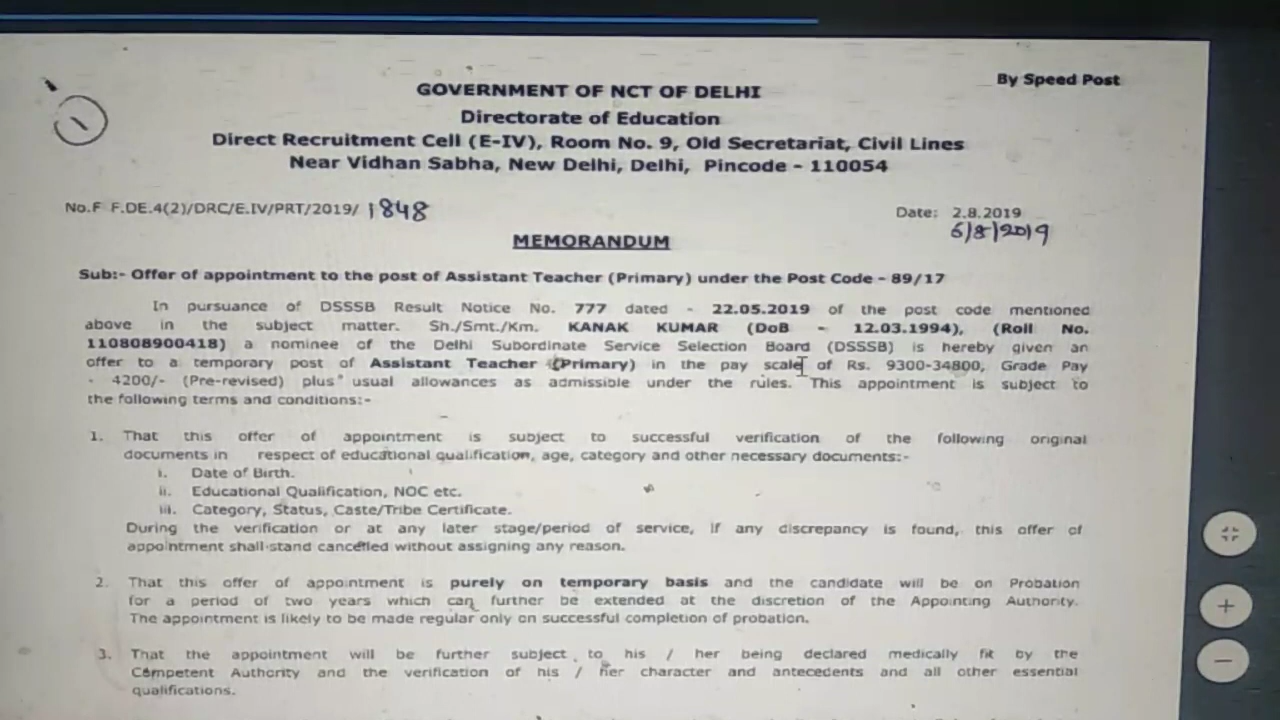 By Speed Post
GOVERNMENT OF NCT OF DELHI
Directorate of Education
Direct Recruitment Cell (E-IV), Room No. 9, Old Secretariat, Civil Lines
Near Vidhan Sabha, New Delhi, Delhi, Pincode - 110054
No.F F.DE.4(2)/DRC/E.IV/PRT/2019/ 1848
Date: 2.8.2019
6/8/2019
MEMORANDUM
Sub:- Offer of appointment to the post of Assistant Teacher (Primary) under the Post Code - 89/17
In pursuance of DSSSB Result Notice No. 777 dated - 22.05.2019 of the post code mentioned
above in the subject matter. Sh./Smt./Km. KANAK KUMAR (DoB - 12.03.1994), (Roll No.
110808900418) a nominee of the Delhi Subordinate Service Selection Board (DSSSB) is hereby given an
offer to a temporary post of Assistant Teacher (Primary) in the pay scale of Rs. 9300-34800, Grade Pay
- 4200/- (Pre-revised) plus usual allowances as admissible under the rules. This appointment is subject to
the following terms and conditions:-
1. That this offer of appointment is subject to successful verification of the following original
documents in respect of educational qualification, age, category and other necessary documents:-
i. Date of Birth.
ii. Educational Qualification, NOC etc.
iii. Category, Status, Caste/Tribe Certificate.
During the verification or at any later stage/period of service, if any discrepancy is found, this offer of
appointment shall stand cancelled without assigning any reason.
2. That this offer of appointment is purely on temporary basis and the candidate will be on Probation
for a period of two years which can further be extended at the discretion of the Appointing Authority.
The appointment is likely to be made regular only on successful completion of probation.
3. That the appointment will be further subject to his / her being declared medically fit by the
Competent Authority and the verification of his / her character and antecedents and all other essential
qualifications.